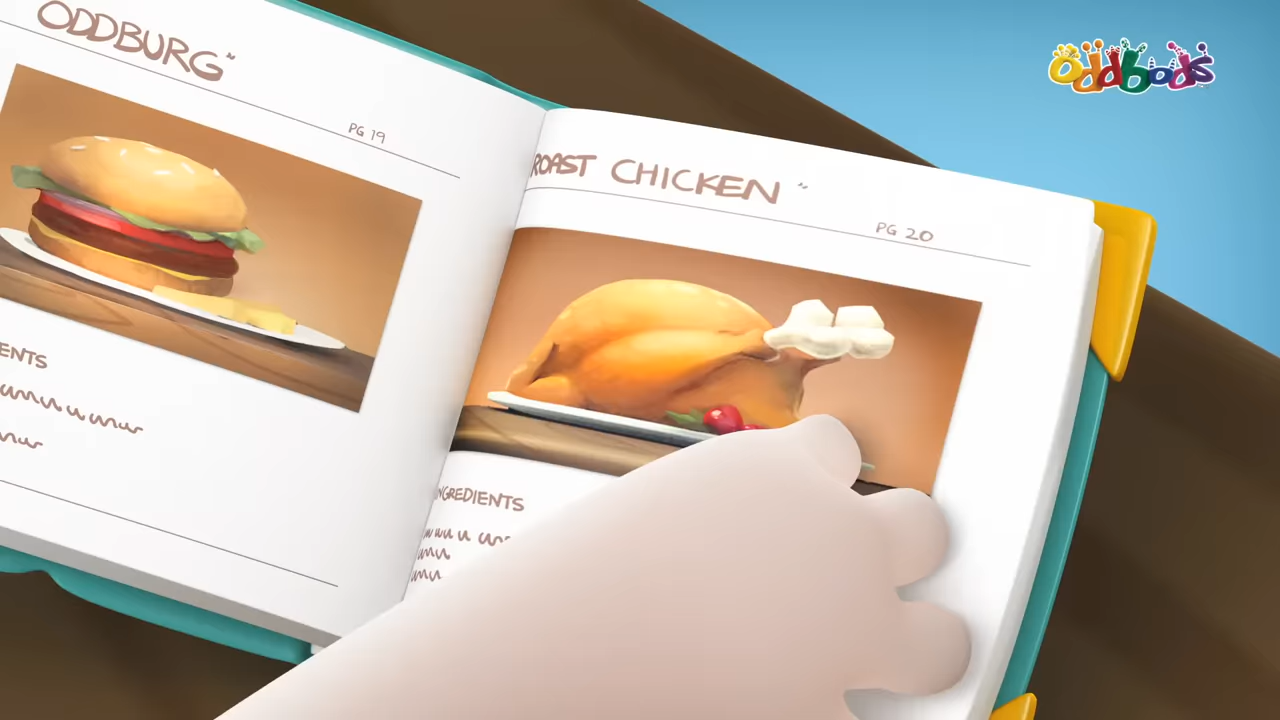 ODDBURG"
PG 19
ENTS
ROAST CHICKEN "
PG 20
INGREDIENTS
Oddbods